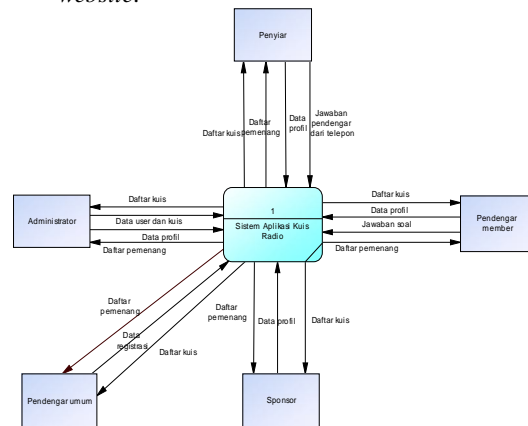 website.
Penyiar
Daftar kuis
Daftar
pemenang
Data
profil
Jawaban
pendengar
dari telepon
Administrator
Daftar kuis
Data user dan kuis
Data profil
Daftar pemenang
1
Sistem Aplikasi Kuis
Radio
Daftar kuis
Data profil
Jawaban soal
Daftar pemenang
Pendengar
member
Daftar
pemenang
Data
registrasi
Daftar kuis
Daftar
pemenang
Data profil
Daftar kuis
Pendengar umum
Sponsor